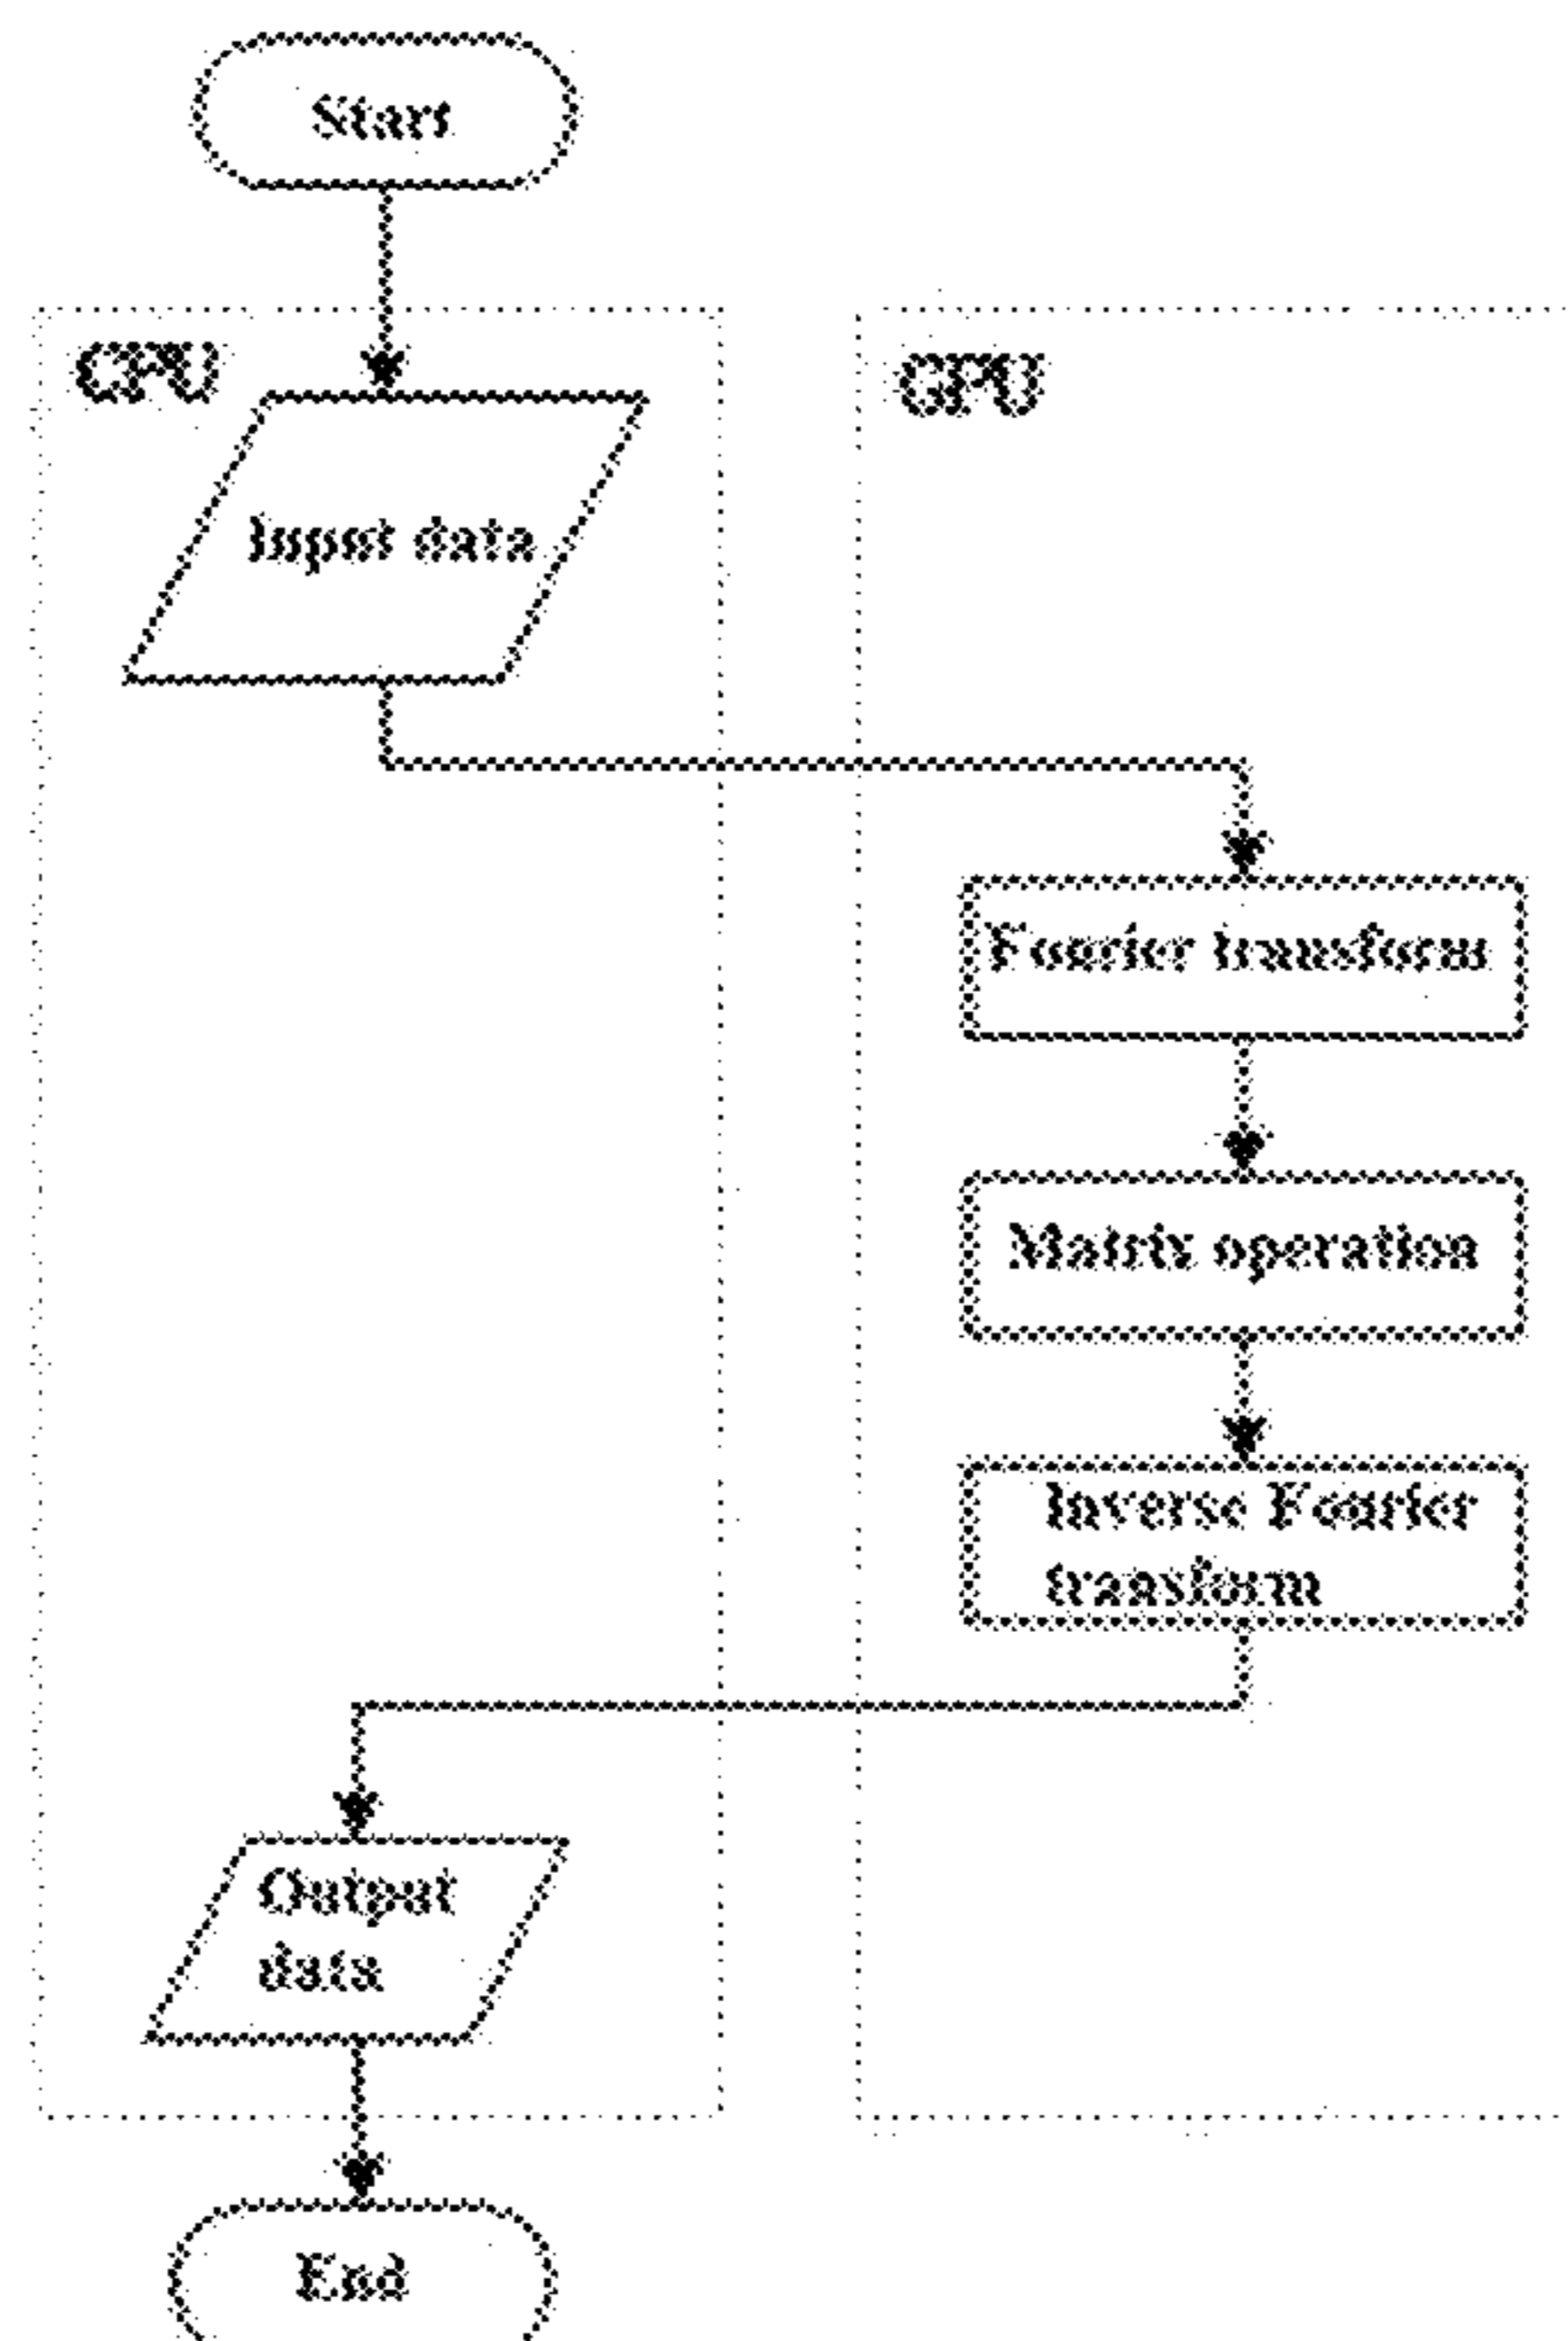 Start
CPU
GPU
Input data
Fourier transform
Matrix operation
Inverse Fourier
transform
Output
data
End